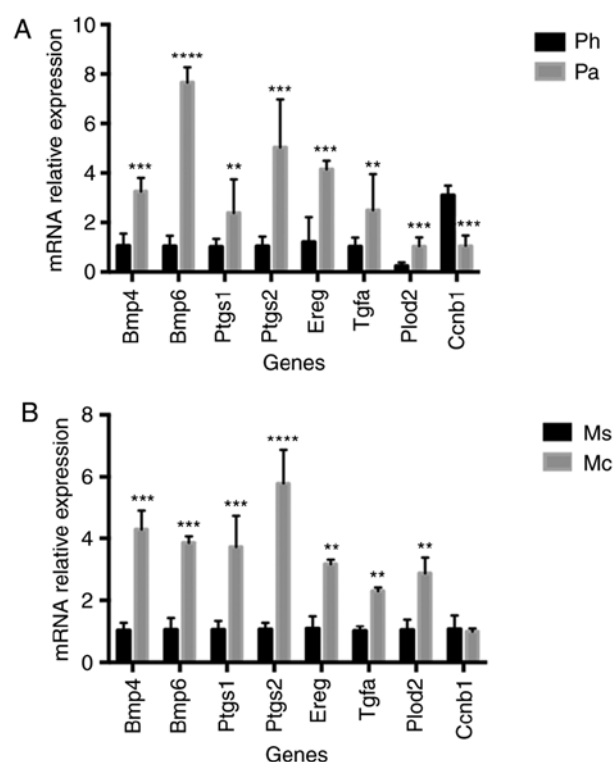 A
mRNA relative expression
10
8
6
4
2
0
*** **** ** *** *** ** *** ***
Bmp4 Bmp6 Ptgs1 Ptgs2 Ereg Tgfa Plod2 Ccnb1
Genes
Ph
Pa
B
mRNA relative expression
8
6
4
2
0
*** *** *** **** ** ** **
Bmp4 Bmp6 Ptgs1 Ptgs2 Ereg Tgfa Plod2 Ccnb1
Genes
Ms
Mc